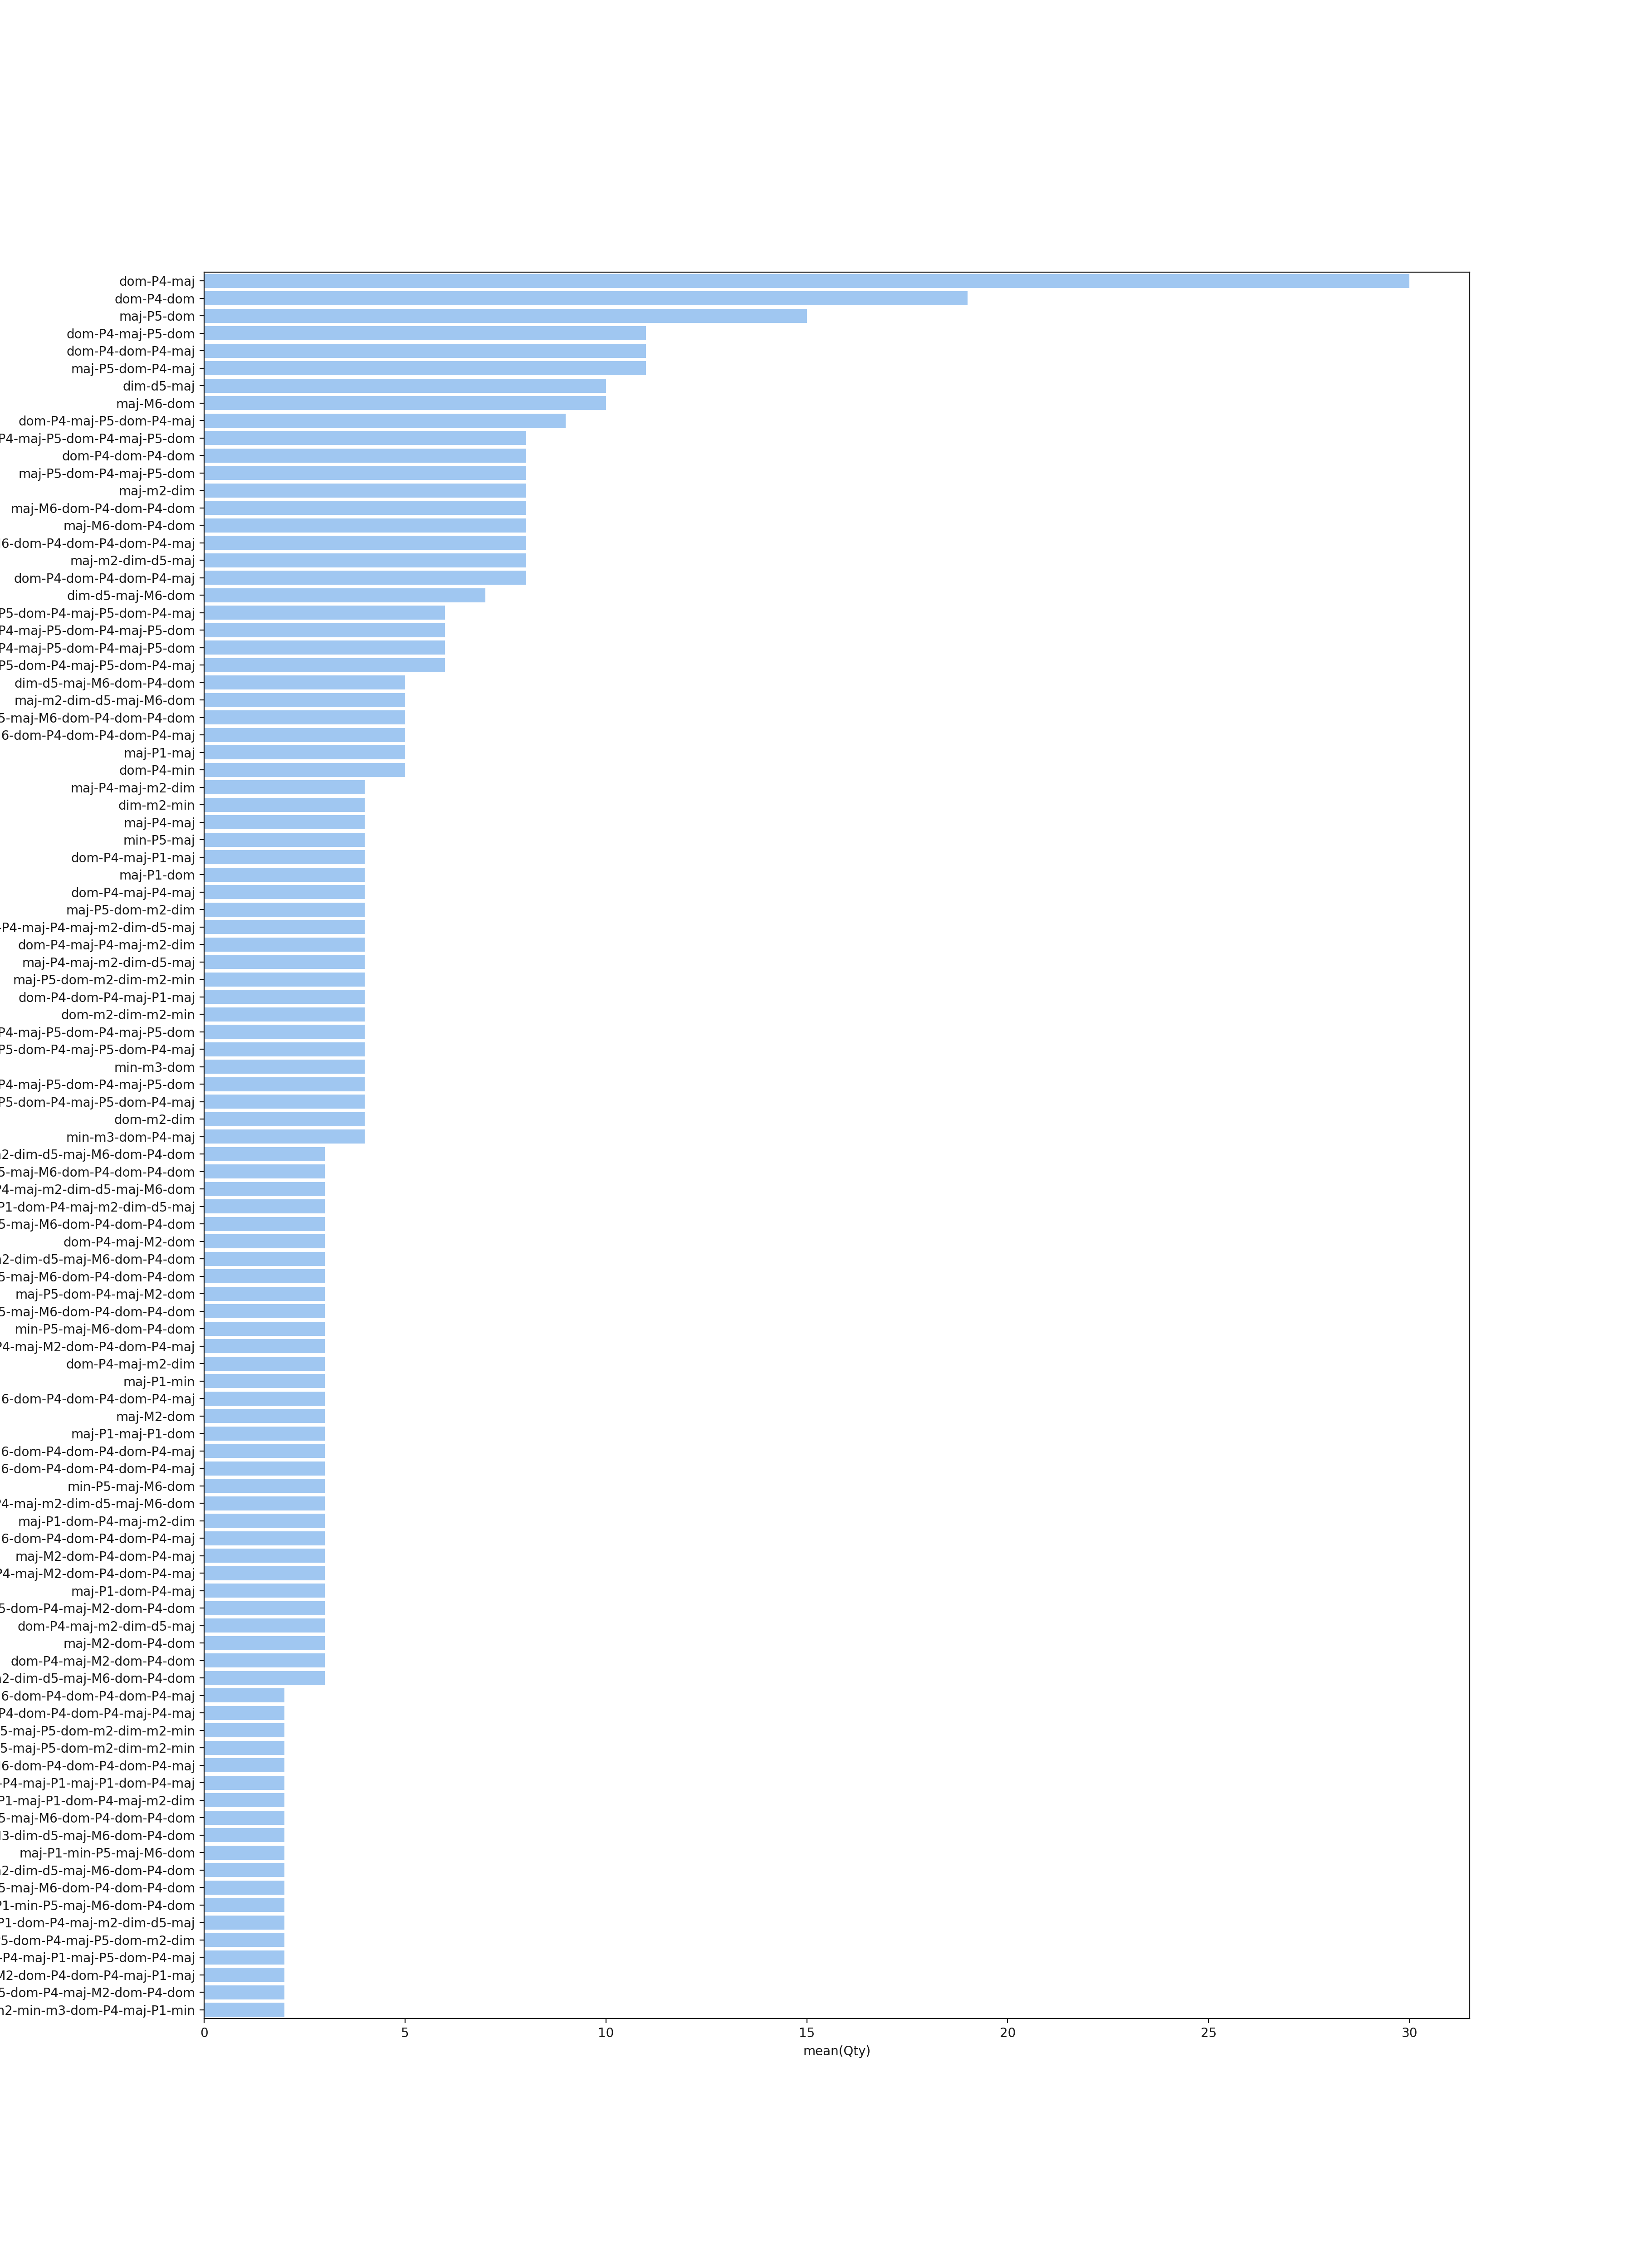 dom-P4-maj
dom-P4-dom
maj-P5-dom
dom-P4-maj-P5-dom
dom-P4-dom-P4-maj
maj-P5-dom-P4-maj
dim-d5-maj
maj-M6-dom
dom-P4-maj-P5-dom-P4-maj
P4-maj-P5-dom-P4-maj-P5-dom
dom-P4-dom-P4-dom
maj-P5-dom-P4-maj-P5-dom
maj-m2-dim
maj-M6-dom-P4-dom-P4-dom
maj-M6-dom-P4-dom
6-dom-P4-dom-P4-dom-P4-maj
maj-m2-dim-d5-maj
dom-P4-dom-P4-dom-P4-maj
dim-d5-maj-M6-dom
P5-dom-P4-maj-P5-dom-P4-maj
P4-maj-P5-dom-P4-maj-P5-dom
P4-maj-P5-dom-P4-maj-P5-dom
P5-dom-P4-maj-P5-dom-P4-maj
dim-d5-maj-M6-dom-P4-dom
maj-m2-dim-d5-maj-M6-dom
5-maj-M6-dom-P4-dom-P4-dom
6-dom-P4-dom-P4-dom-P4-maj
maj-P1-maj
dom-P4-min
maj-P4-maj-m2-dim
dim-m2-min
maj-P4-maj
min-P5-maj
dom-P4-maj-P1-maj
maj-P1-dom
dom-P4-maj-P4-maj
maj-P5-dom-m2-dim
-P4-maj-P4-maj-m2-dim-d5-maj
dom-P4-maj-P4-maj-m2-dim
maj-P4-maj-m2-dim-d5-maj
maj-P5-dom-m2-dim-m2-min
dom-P4-dom-P4-maj-P1-maj
dom-m2-dim-m2-min
P4-maj-P5-dom-P4-maj-P5-dom
P5-dom-P4-maj-P5-dom-P4-maj
min-m3-dom
P4-maj-P5-dom-P4-maj-P5-dom
P5-dom-P4-maj-P5-dom-P4-maj
dom-m2-dim
min-m3-dom-P4-maj
m2-dim-d5-maj-M6-dom-P4-dom
5-maj-M6-dom-P4-dom-P4-dom
P4-maj-m2-dim-d5-maj-M6-dom
P1-dom-P4-maj-m2-dim-d5-maj
5-maj-M6-dom-P4-dom-P4-dom
dom-P4-maj-M2-dom
m2-dim-d5-maj-M6-dom-P4-dom
5-maj-M6-dom-P4-dom-P4-dom
maj-P5-dom-P4-maj-M2-dom
5-maj-M6-dom-P4-dom-P4-dom
min-P5-maj-M6-dom-P4-dom
P4-maj-M2-dom-P4-dom-P4-maj
dom-P4-maj-m2-dim
maj-P1-min
6-dom-P4-dom-P4-dom-P4-maj
maj-M2-dom
maj-P1-maj-P1-dom
6-dom-P4-dom-P4-dom-P4-maj
6-dom-P4-dom-P4-dom-P4-maj
min-P5-maj-M6-dom
P4-maj-m2-dim-d5-maj-M6-dom
maj-P1-dom-P4-maj-m2-dim
6-dom-P4-dom-P4-dom-P4-maj
maj-M2-dom-P4-dom-P4-maj
P4-maj-M2-dom-P4-dom-P4-maj
maj-P1-dom-P4-maj
5-dom-P4-maj-M2-dom-P4-dom
dom-P4-maj-m2-dim-d5-maj
maj-M2-dom-P4-dom
dom-P4-maj-M2-dom-P4-dom
m2-dim-d5-maj-M6-dom-P4-dom
6-dom-P4-dom-P4-dom-P4-maj
P4-dom-P4-dom-P4-maj-P4-maj
5-maj-P5-dom-m2-dim-m2-min
5-maj-P5-dom-m2-dim-m2-min
6-dom-P4-dom-P4-dom-P4-maj
-P4-maj-P1-maj-P1-dom-P4-maj
P1-maj-P1-dom-P4-maj-m2-dim
5-maj-M6-dom-P4-dom-P4-dom
3-dim-d5-maj-M6-dom-P4-dom
maj-P1-min-P5-maj-M6-dom
m2-dim-d5-maj-M6-dom-P4-dom
5-maj-M6-dom-P4-dom-P4-dom
P1-min-P5-maj-M6-dom-P4-dom
P1-dom-P4-maj-m2-dim-d5-maj
5-dom-P4-maj-P5-dom-m2-dim
-P4-maj-P1-maj-P5-dom-P4-maj
M2-dom-P4-dom-P4-maj-P1-maj
5-dom-P4-maj-M2-dom-P4-dom
m2-min-m3-dom-P4-maj-P1-min
0 5 10 15 20 25 30
mean(Qty)